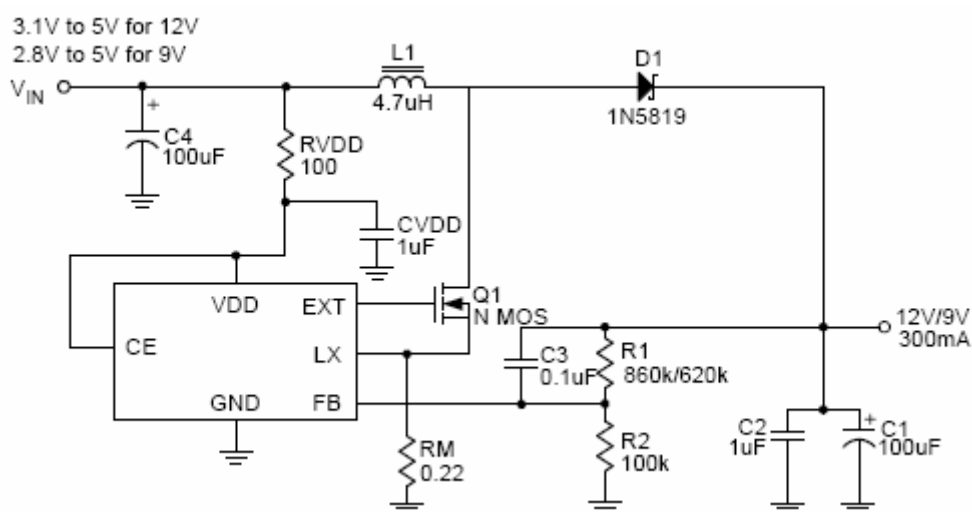 3.1V to 5V for 12V
2.8V to 5V for 9V
VIN
L1
4.7uH
D1
1N5819
+
C4
100uF
RVDD
100
CVDD
1uF
VDD
EXT
CE
LX
GND
FB
Q1
N MOS
12V/9V
300mA
C3
0.1uF
R1
860k/620k
RM
0.22
R2
100k
C2
1uF
+
C1
100uF